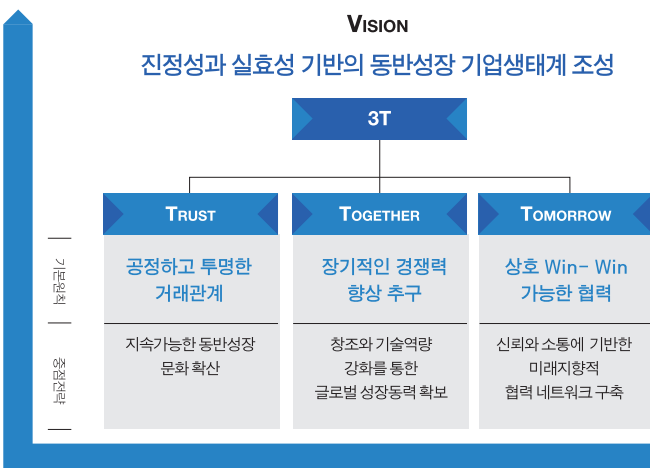 VISION
진정성과 실효성 기반의 동반성장 기업생태계 조성
3T
TRUST
TOGETHER
TOMORROW
기본원칙
공정하고 투명한
거래관계
장기적인 경쟁력
향상 추구
상호 Win- Win
가능한 협력
중점전략
지속가능한 동반성장
문화 확산
창조와 기술역량
강화를 통한
글로벌 성장동력 확보
신뢰와 소통에 기반한
미래지향적
협력 네트워크 구축